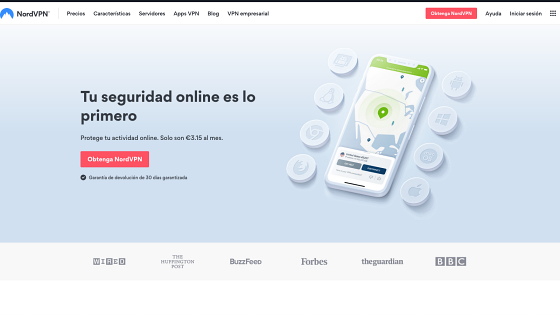 NordVPN
Precios
Características
Servidores
Apps VPN
Blog
VPN empresarial
Obtenga NordVPN
Ayuda
Iniciar sesión
Tu seguridad online es lo
primero
Protege tu actividad online. Solo son €3.15 al mes.
Obtenga NordVPN
Garantía de devolución de 30 días garantizada
WIRED
THE
HUFFINGTON
POST
BuzzFeed
Forbes
theguardian
BBC